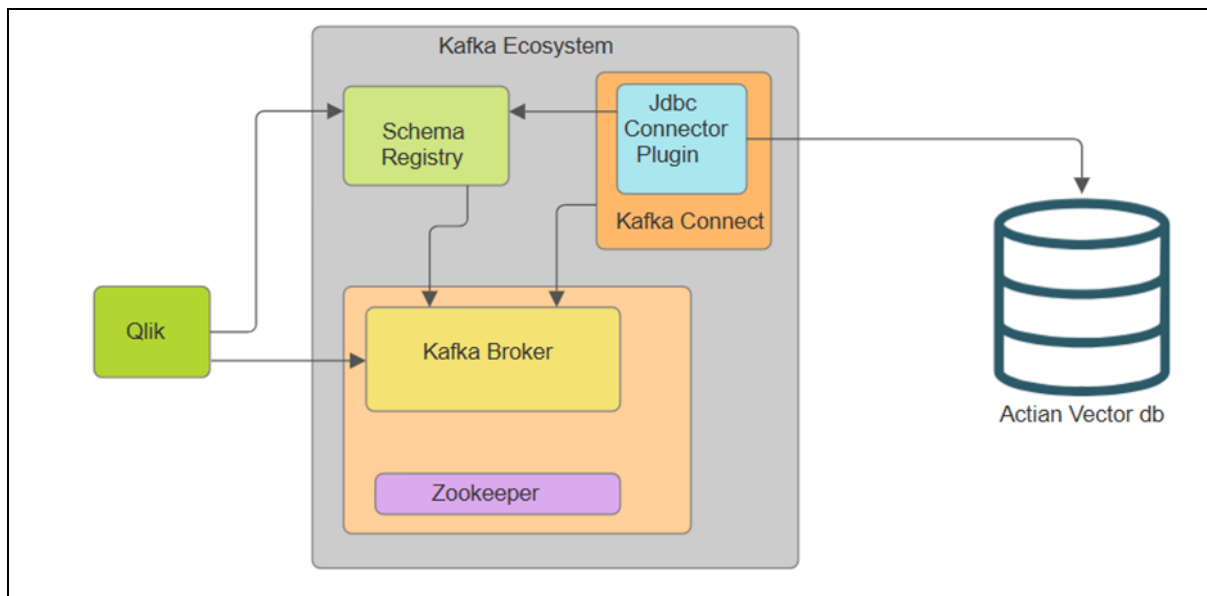 Kafka Ecosystem
Schema
Registry
Jdbc
Connector
Plugin
Kafka Connect
Qlik
Kafka Broker
Zookeeper
Actian Vector db